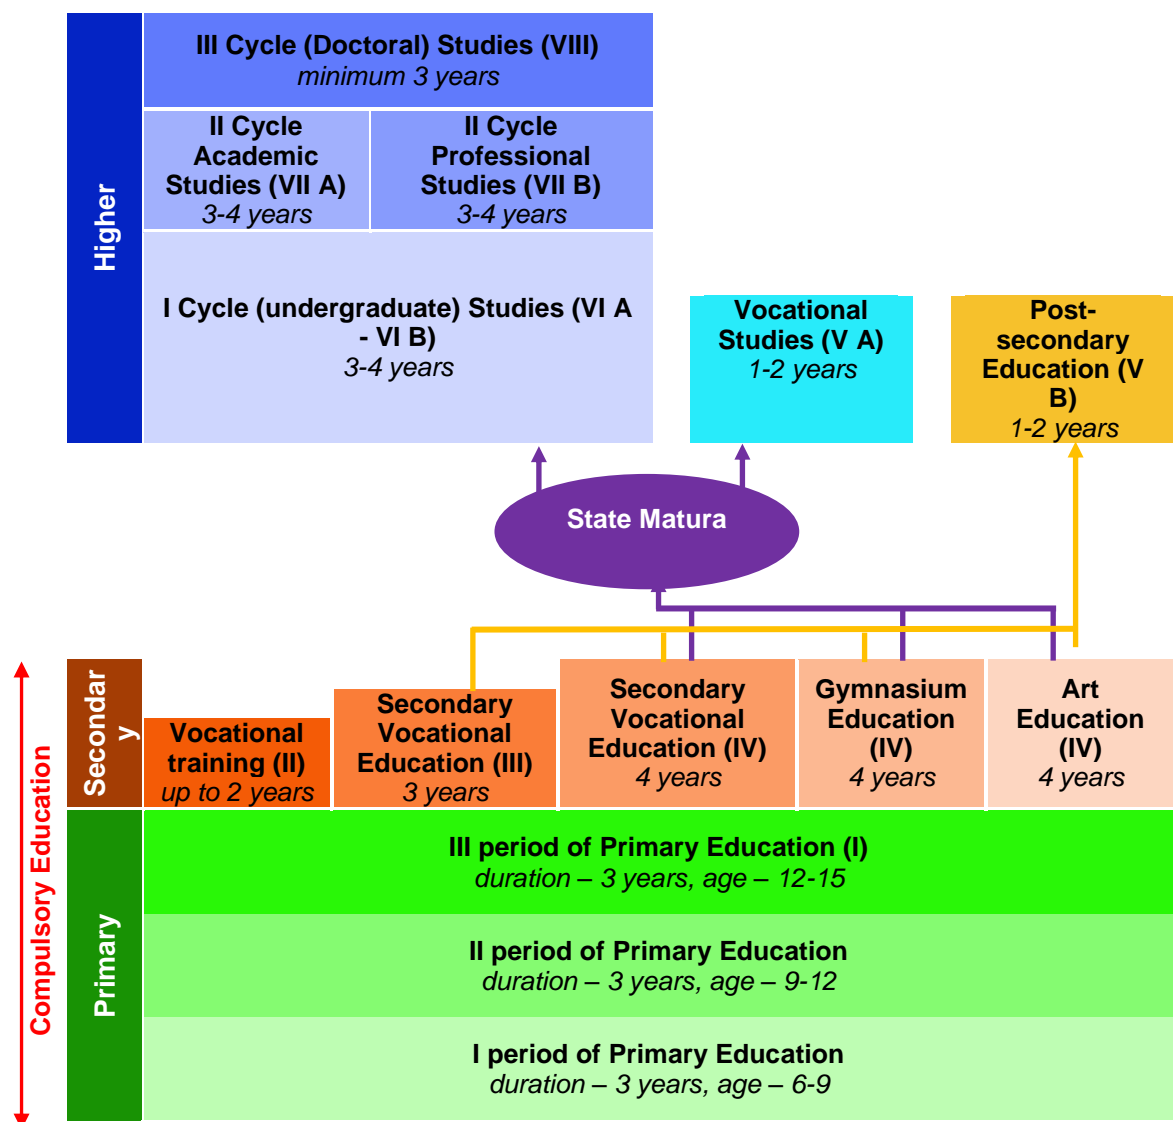 III Cycle (Doctoral) Studies (VIII)
minimum 3 years
Higher
II Cycle
Academic
Studies (VII A)
3-4 years
II Cycle
Professional
Studies (VII B)
3-4 years
I Cycle (undergraduate) Studies (VI A
- VI B)
3-4 years
Vocational
Studies (V A)
1-2 years
Post-
secondary
Education (V
B)
1-2 years
State Matura
Compulsory Education
Secondar
y
Vocational
training (II)
up to 2 years
Secondary
Vocational
Education (III)
3 years
Secondary
Vocational
Education (IV)
4 years
Gymnasium
Education
(IV)
4 years
Art
Education
(IV)
4 years
Primary
III period of Primary Education (I)
duration – 3 years, age – 12-15
II period of Primary Education
duration – 3 years, age – 9-12
I period of Primary Education
duration – 3 years, age – 6-9